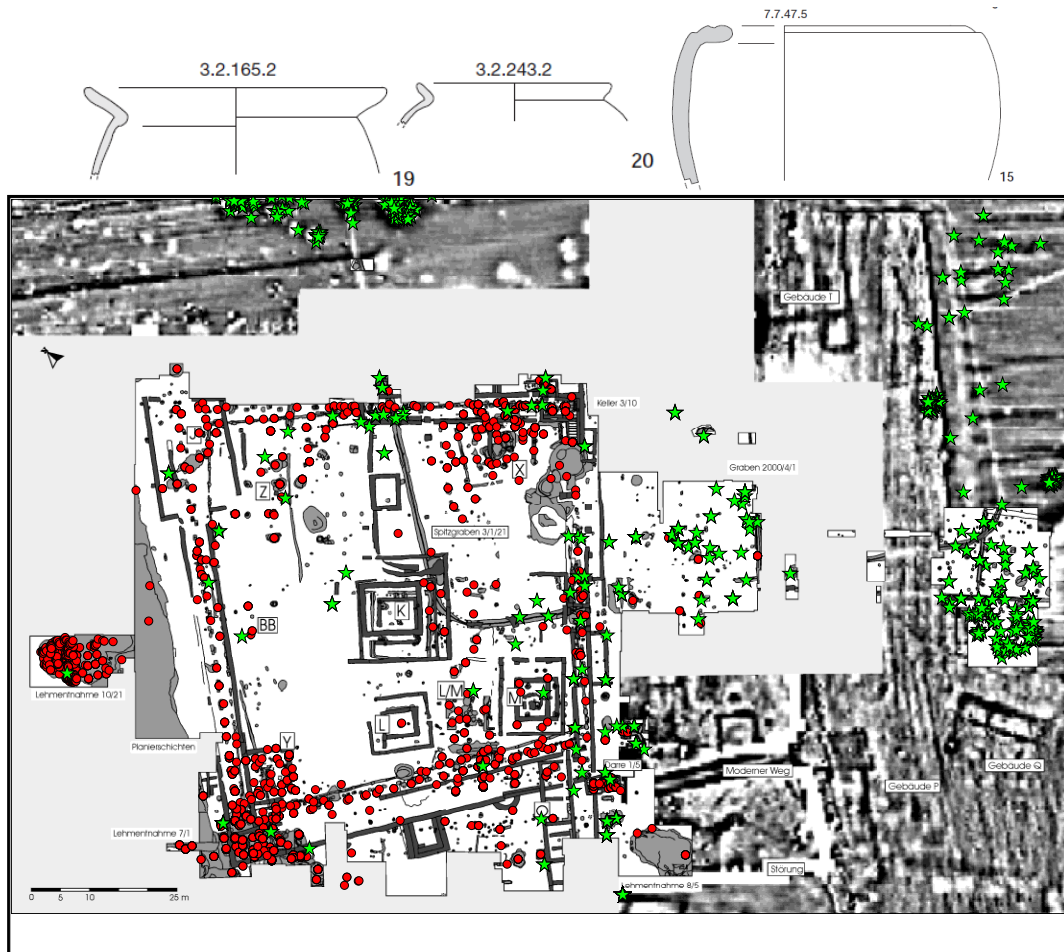 7.7.47.5
3.2.165.2
3.2.243.2
19
20
15
Gebäude T
Keller 3/10
J
X
Graben 2000/4/1
Z
Spitzgraben 3/1/21
K
BB
L/M
M
Lehmentnahme 10/21
L
Planierschichten
Y
Darre 1/5
Moderner Weg
Gebäude Q
Gebäude P
O
Lehmentnahme 7/1
Störung
Lehmentnahme 8/5
0 5 10 25 m